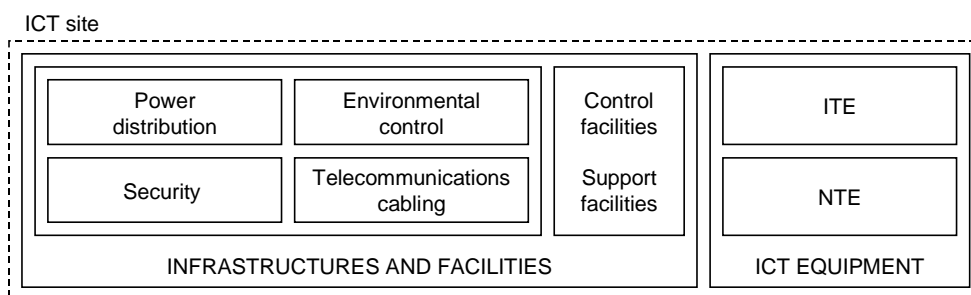 ICT site
Power
distribution
Environmental
control
Security
Telecommunications
cabling
Control
facilities
Support
facilities
INFRASTRUCTURES AND FACILITIES
ITE
NTE
ICT EQUIPMENT